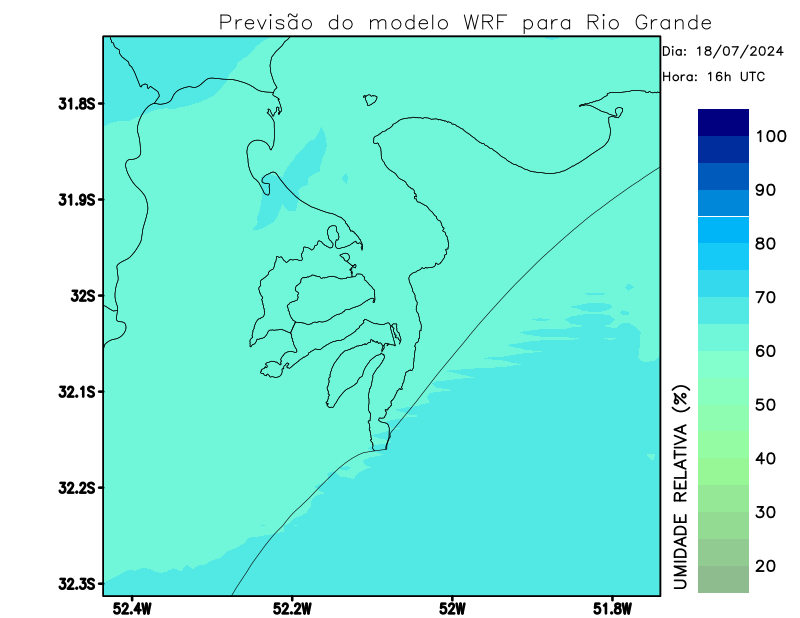 Previsão do modelo WRF para Rio Grande
Dia: 18/07/2024
Hora: 16h UTC
31.8S
31.9S
32S
32.1S
32.2S
32.3S
52.4W
52.2W
52W
51.8W
100
90
80
70
60
50
40
30
20
UMIDADE RELATIVA (%)